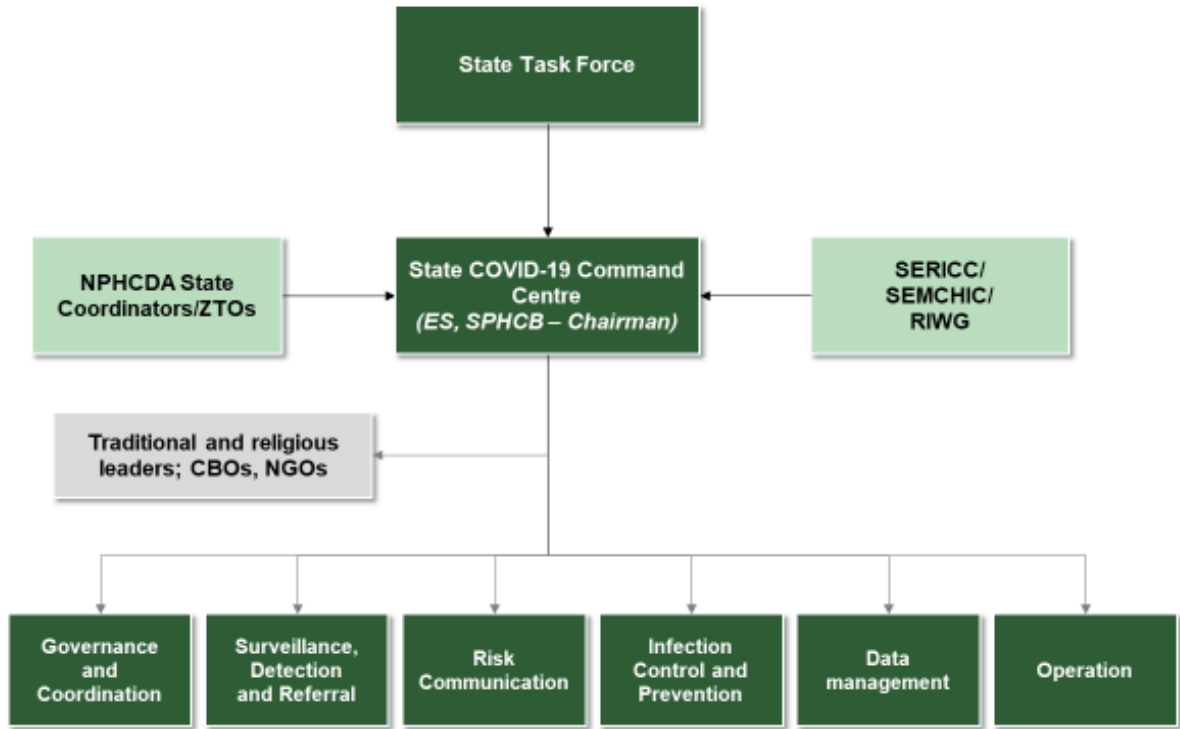 State Task Force
NPHCDA State
Coordinators/ZTOs
State COVID-19 Command
Centre
(ES, SPHCB – Chairman)
SERICC/
SEMCHIC/
RIWG
Traditional and religious
leaders; CBOs, NGOs
Governance
and
Coordination
Surveillance,
Detection
and Referral
Risk
Communication
Infection
Control and
Prevention
Data
management
Operation